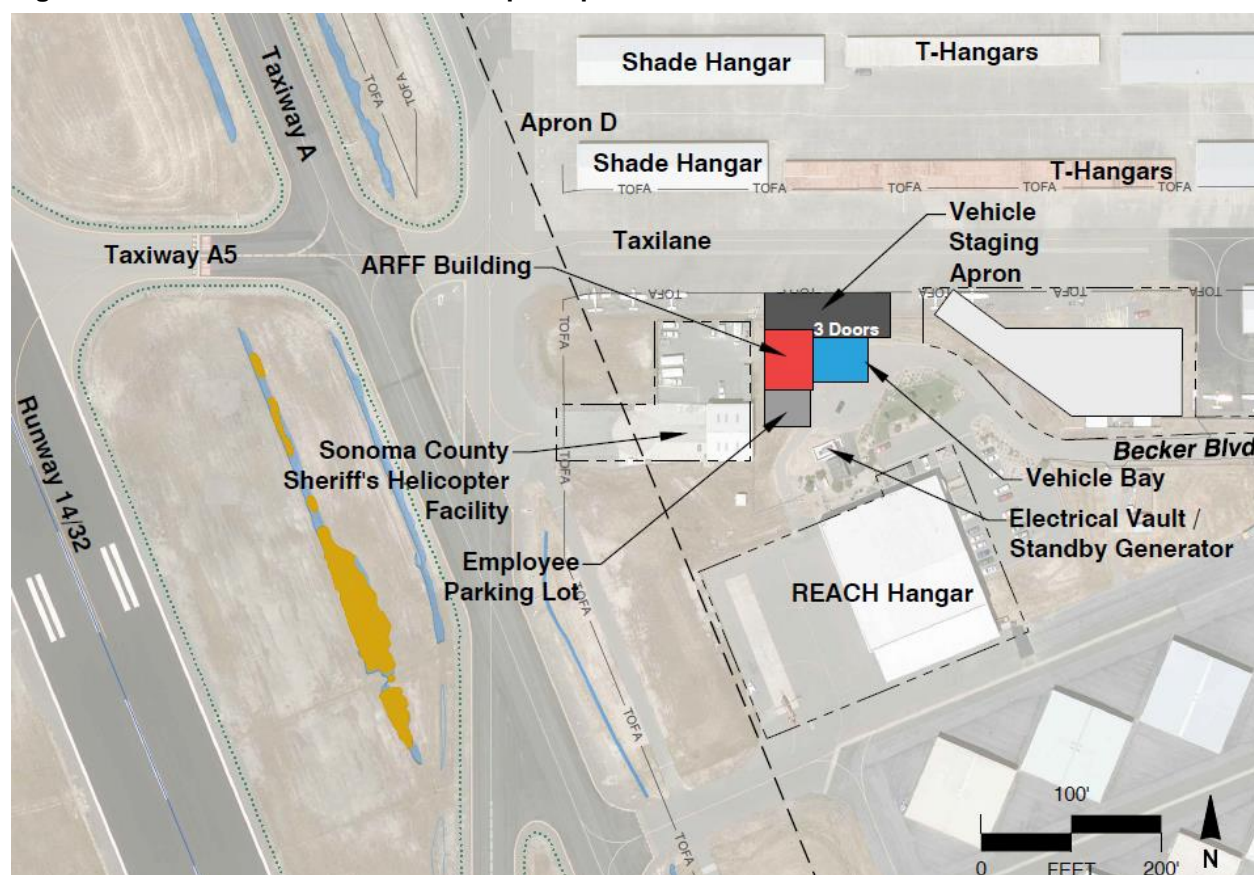 Shade Hangar
T-Hangars
TOFA
TOFA
Taxiway A
Apron D
Shade Hangar
T-Hangars
TOFA
TOFA
TOFA
TOFA
TOFA
Vehicle
Staging
Apron
Taxiway A5
Taxilane
ARFF Building
TOFA
TOFA
TOFA
TOFA
TOFA
3 Doors
TOFA
Runway 14/32
Sonoma County
Sheriff's Helicopter
Facility
TOFA
Becker Blvd
Vehicle Bay
Electrical Vault /
Standby Generator
Employee
Parking Lot
REACH Hangar
TOFA
TOFA
100'
0
FEET
200'
N